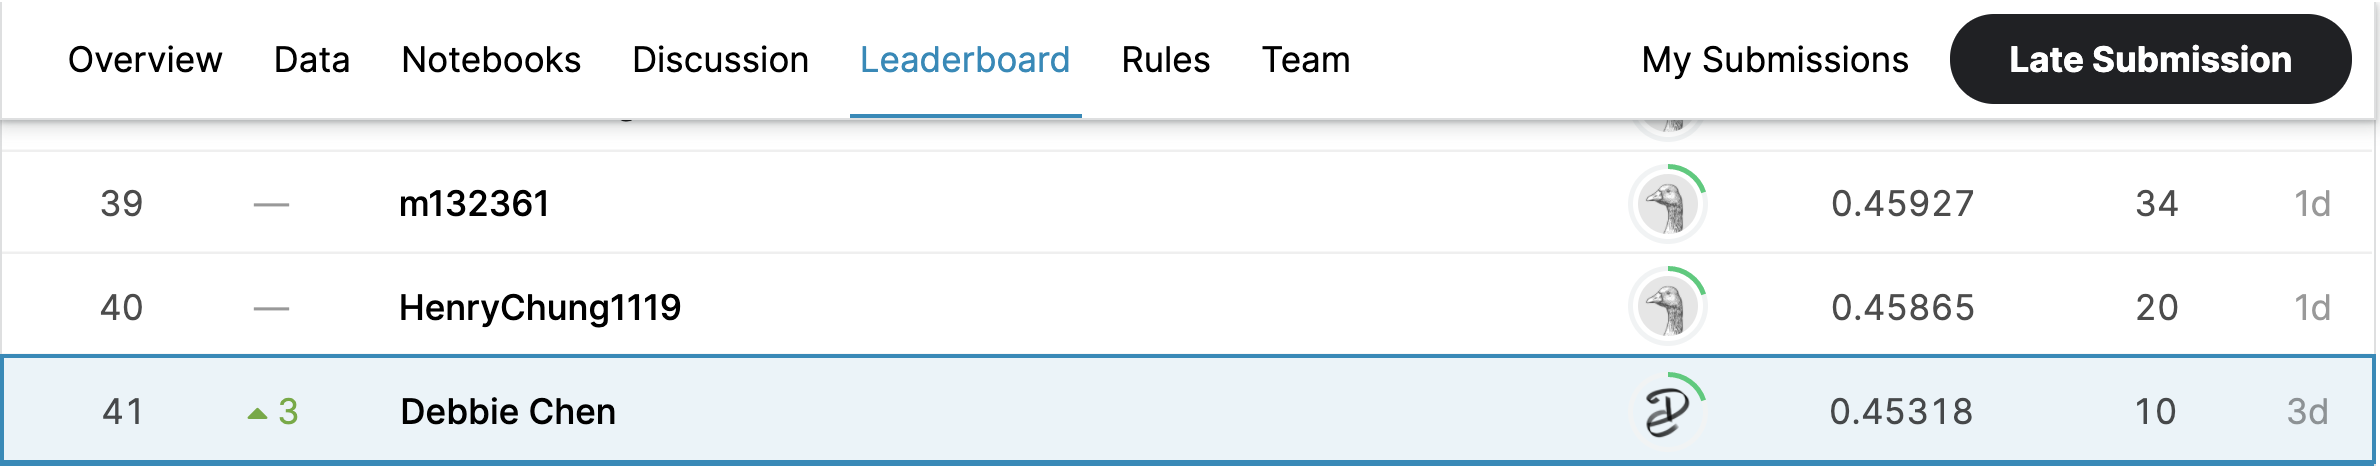 Overview Data Notebooks Discussion Leaderboard Rules Team My Submissions Late Submission
39 — m132361 0.45927 34 1d
40 — HenryChung1119 0.45865 20 1d
41 3 Debbie Chen 0.45318 10 3d